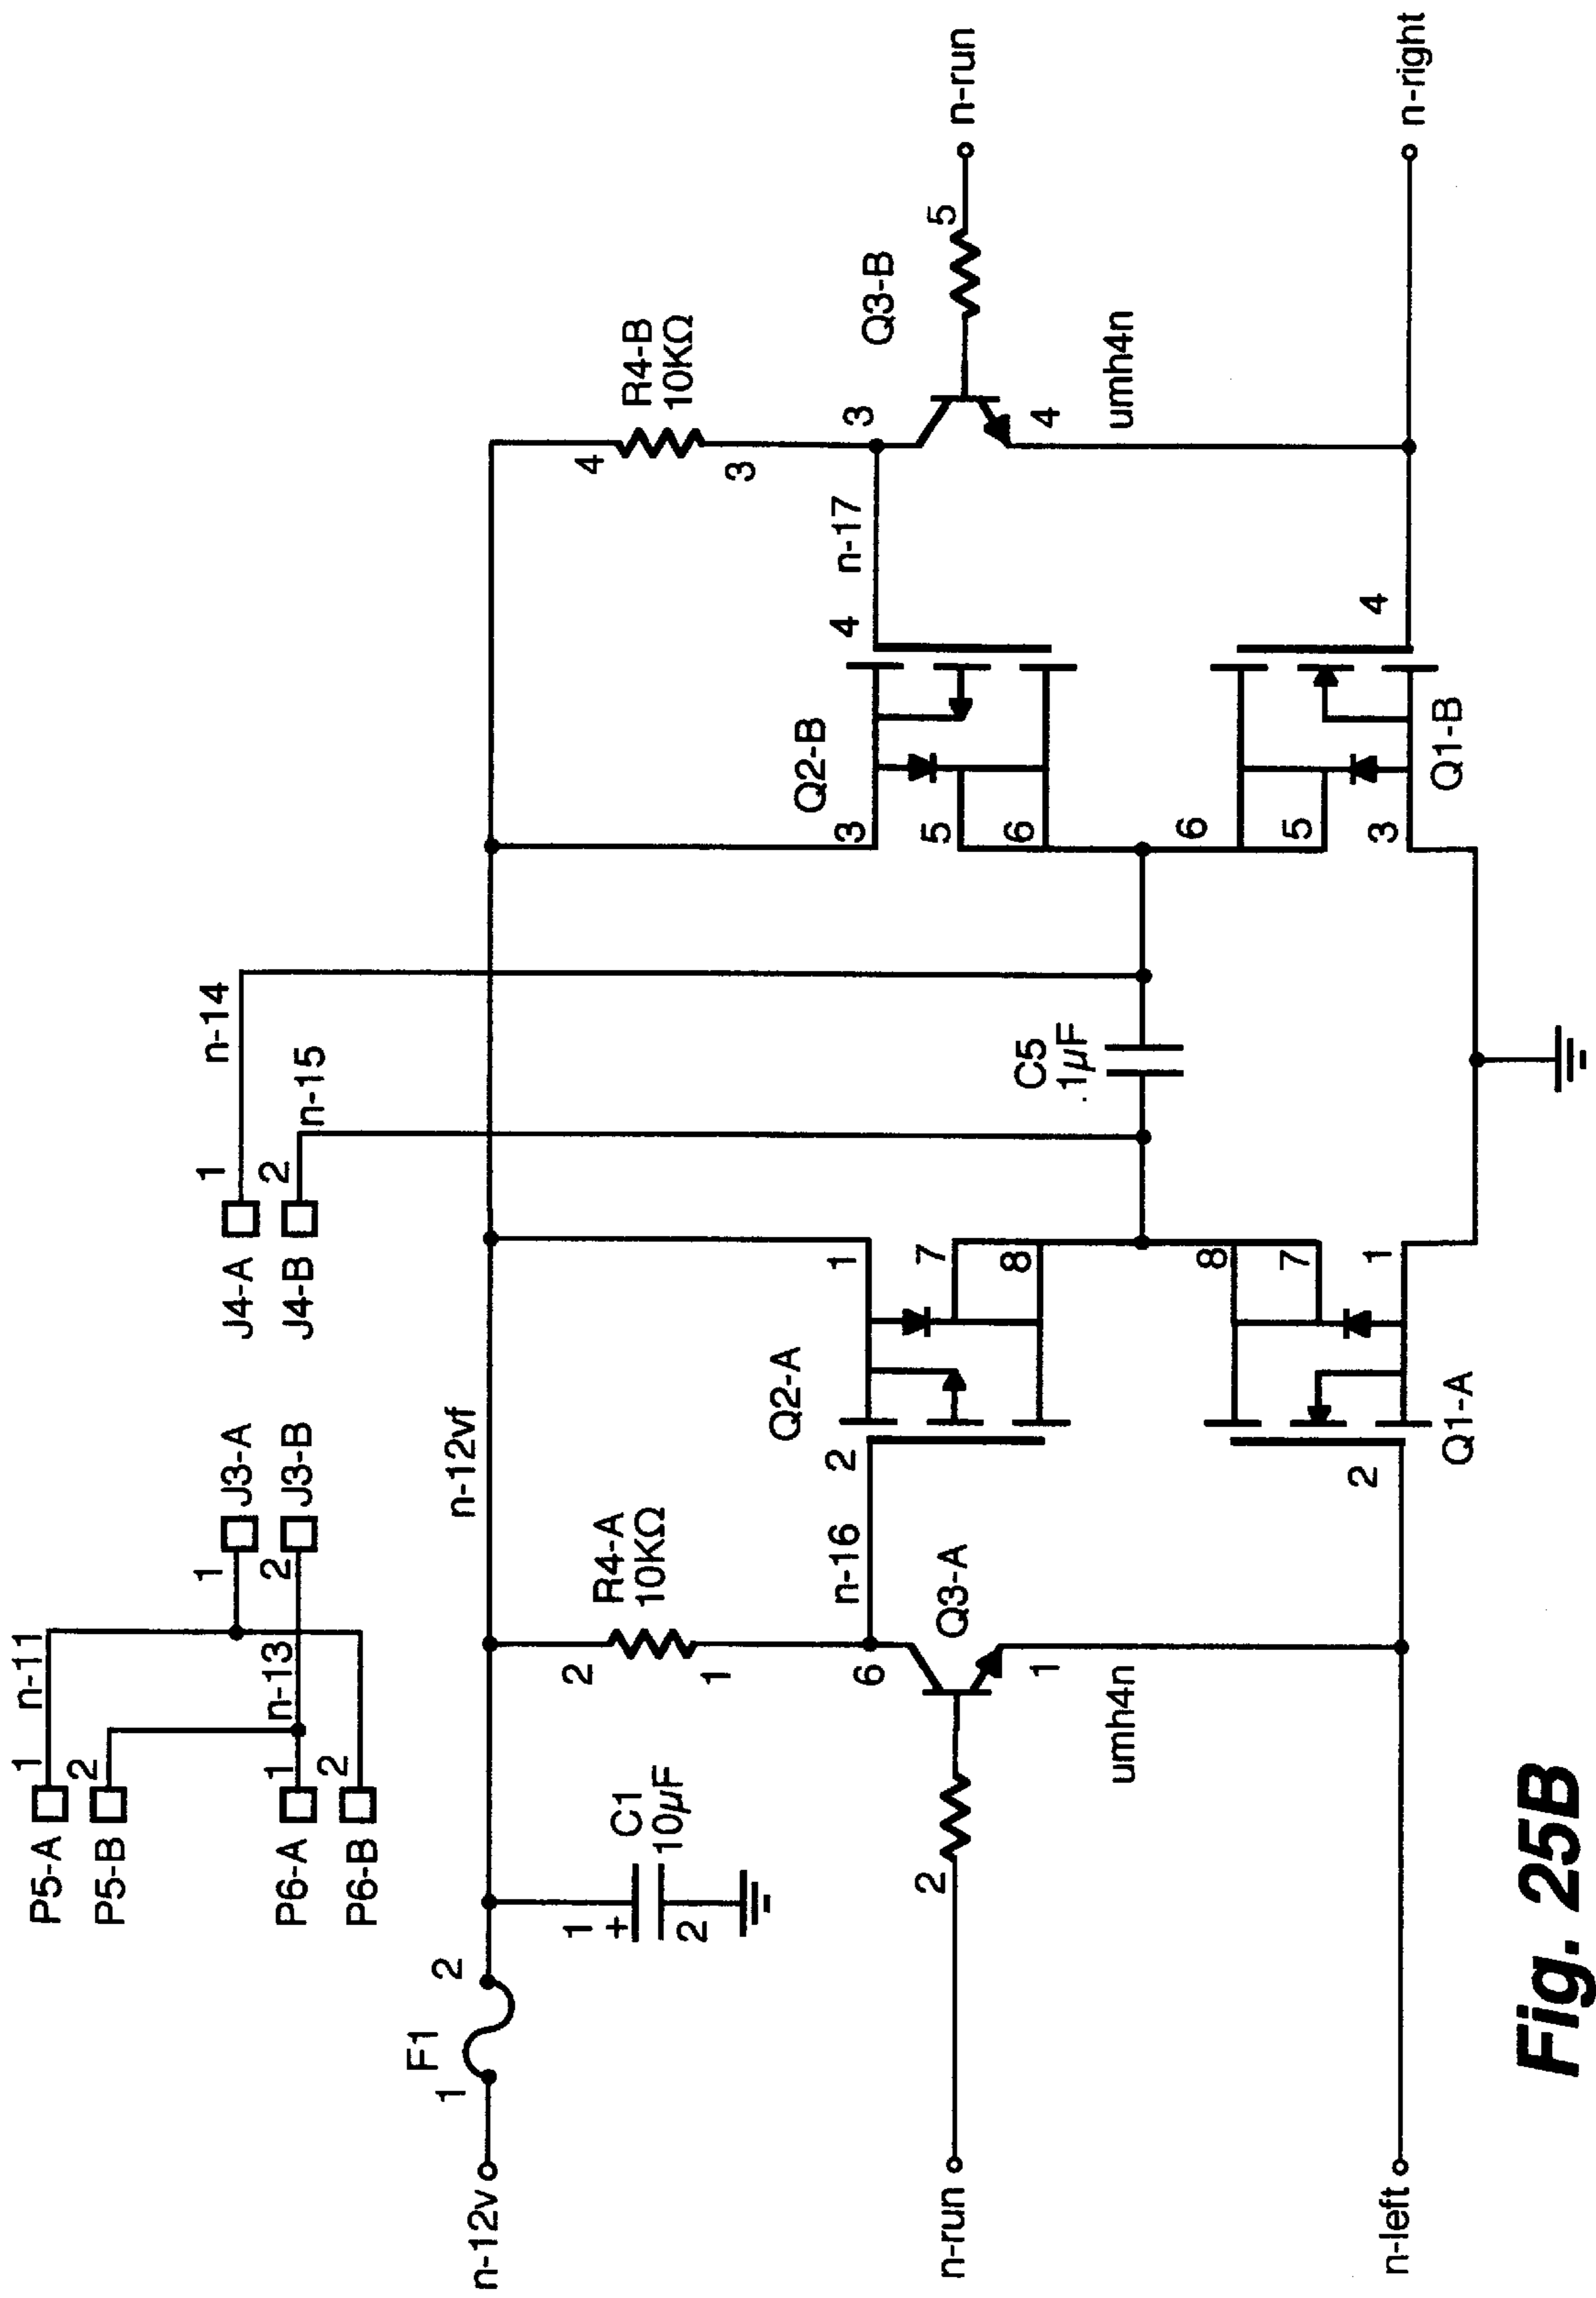 P5-A
1
n-11
P5-B
2
n-13
P6-A
1
P6-B
2
1
J3-A
2
J3-B
J4-A
1
n-14
J4-B
2
n-15
n-12v
1
F1
2
n-12vf
1
+
2
C1
10µF
2
R4-A
10KΩ
1
4
R4-B
10KΩ
3
6
n-16
2
Q2-A
1
7
8
3
5
6
Q2-B
4
n-17
3
Q3-B
5
n-run
n-run
2
Q3-A
1
umh4n
C5
.1µF
4
umh4n
8
7
1
2
Q1-A
6
5
3
4
Q1-B
n-left
n-right
Fig. 25B